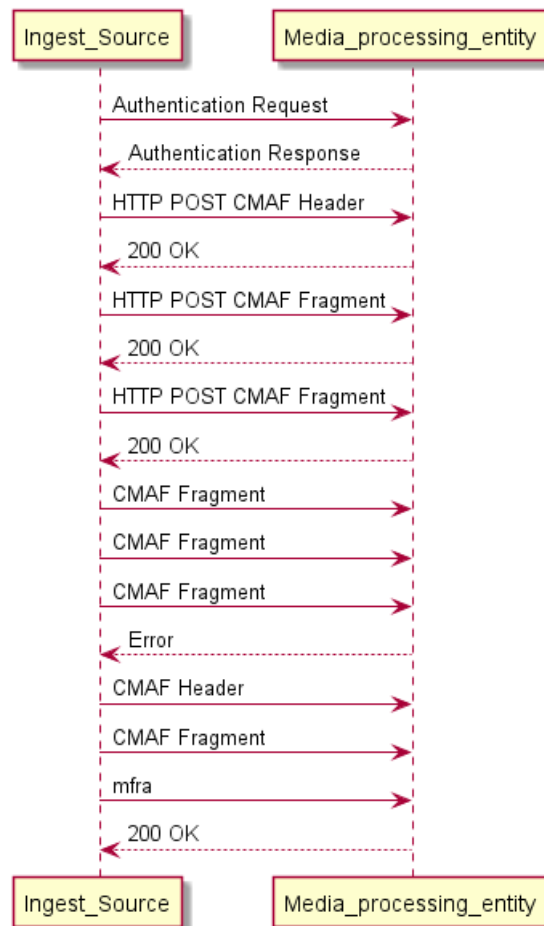 Ingest_Source Media_processing_entity
Authentication Request
Authentication Response
HTTP POST CMAF Header
200 OK
HTTP POST CMAF Fragment
200 OK
HTTP POST CMAF Fragment
200 OK
CMAF Fragment
CMAF Fragment
CMAF Fragment
Error
CMAF Header
CMAF Fragment
mfra
200 OK
Ingest_Source Media_processing_entity